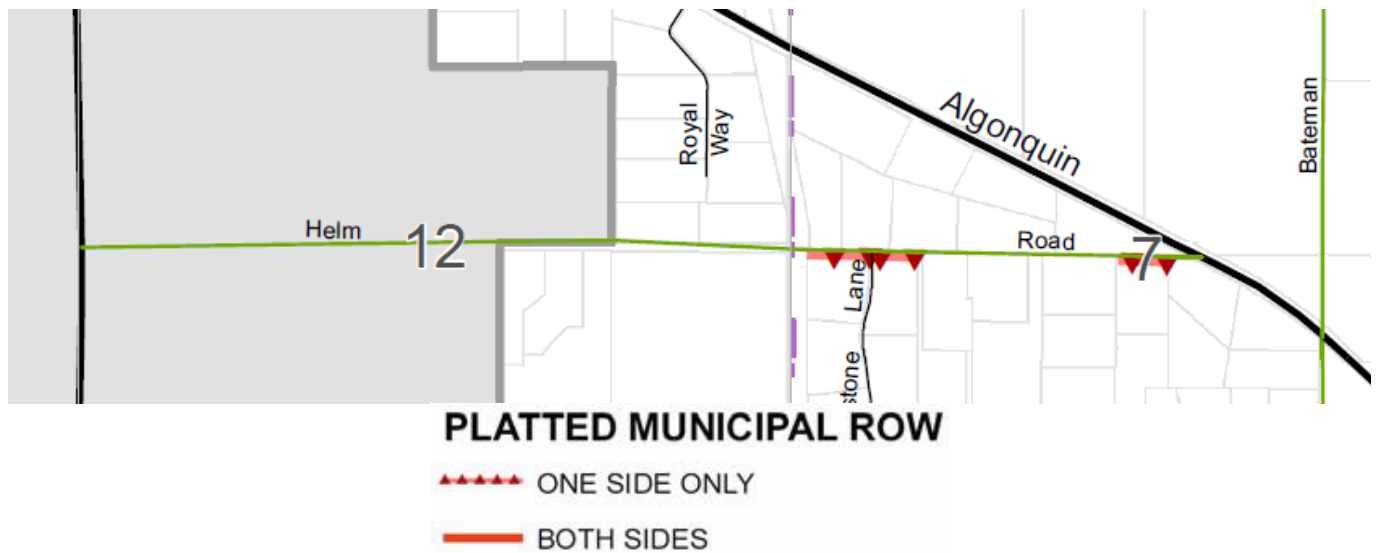 Algonquin
Royal
Way
Bateman
Helm
12
Road
7
Lane
stone
PLATTED MUNICIPAL ROW
ONE SIDE ONLY
BOTH SIDES